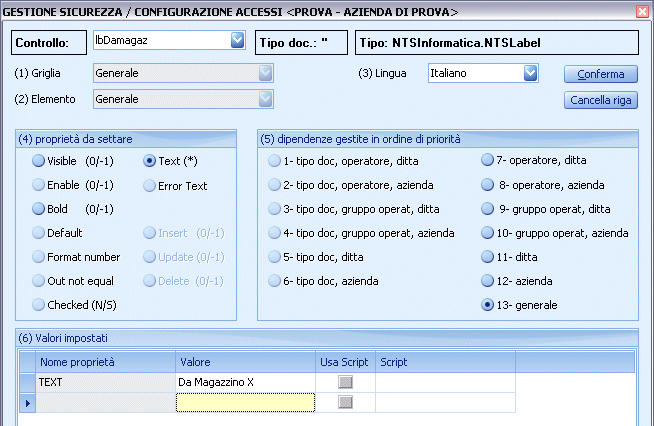 GESTIONE SICUREZZA / CONFIGURAZIONE ACCESSI <PROVA - AZIENDA DI PROVA>
Controllo: lbDamagaz Tipo doc.: '' Tipo: NTSInformatica.NTSLabel
(1) Griglia Generale (3) Lingua Italiano Conferma
(2) Elemento Generale Cancella riga
(4) proprietà da settare
Visible (0/-1) Text (*)
Enable (0/-1) Error Text
Bold (0/-1)
Default Insert (0/-1)
Format number Update (0/-1)
Out not equal Delete (0/-1)
Checked (N/S)
(5) dipendenze gestite in ordine di priorità
1- tipo doc, operatore, ditta 7- operatore, ditta
2- tipo doc, operatore, azienda 8- operatore, azienda
3- tipo doc, gruppo operat, ditta 9- gruppo operat, ditta
4- tipo doc, gruppo operat, azienda 10- gruppo operat, azienda
5- tipo doc, ditta 11- ditta
6- tipo doc, azienda 12- azienda
13- generale
(6) Valori impostati
Nome proprietà Valore Usa Script Script
TEXT Da Magazzino X